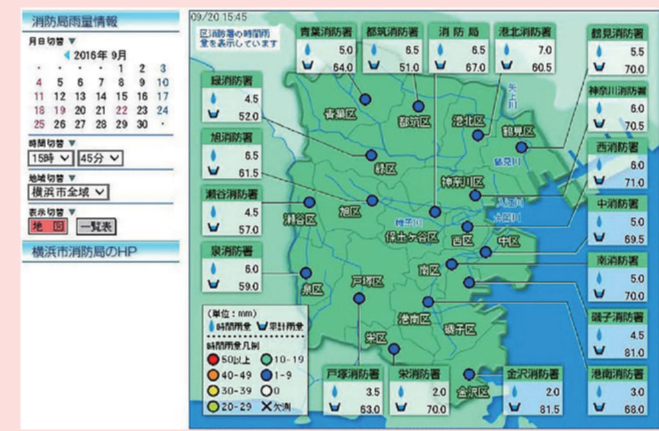 消防局雨量情報
月日切替 ▼
◀ 2016年 9月
・ ・ ・ ・ 1 2 3
4 5 6 7 8 9 10
11 12 13 14 15 16 17
18 19 20 21 22 23 24
25 26 27 28 29 30 ・
時間切替 ▼
15時 45分
地域切替 ▼
横浜市全域
表示切替 ▼
地 図 一覧表
横浜市消防局のHP
09/20 15:45
区消防署の時間雨
量を表示しています
青葉消防署
5.0
64.0
都筑消防署
6.5
51.0
消 防 局
6.5
67.0
港北消防署
7.0
60.5
鶴見消防署
5.5
70.0
緑消防署
4.5
52.0
神奈川消防署
6.0
70.5
旭消防署
6.5
61.5
西消防署
6.0
71.0
瀬谷消防署
4.5
57.0
中消防署
5.0
69.5
泉消防署
6.0
59.0
南消防署
5.0
70.0
磯子消防署
4.5
81.0
戸塚消防署
3.5
63.0
栄消防署
2.0
70.0
金沢消防署
2.0
81.5
港南消防署
3.0
68.0
青葉区
都筑区
港北区
鶴見区
緑区
神奈川区
瀬谷区
旭区
保土ケ谷区
西区
中区
泉区
戸塚区
南区
港南区
磯子区
栄区
金沢区
矢上川
鶴見川
入江川
帷子川
大岡川
(単位:mm)
時間雨量 累計雨量
時間雨量凡例
50以上 10-19
40-49 1-9
30-39 0
20-29 ✕欠測